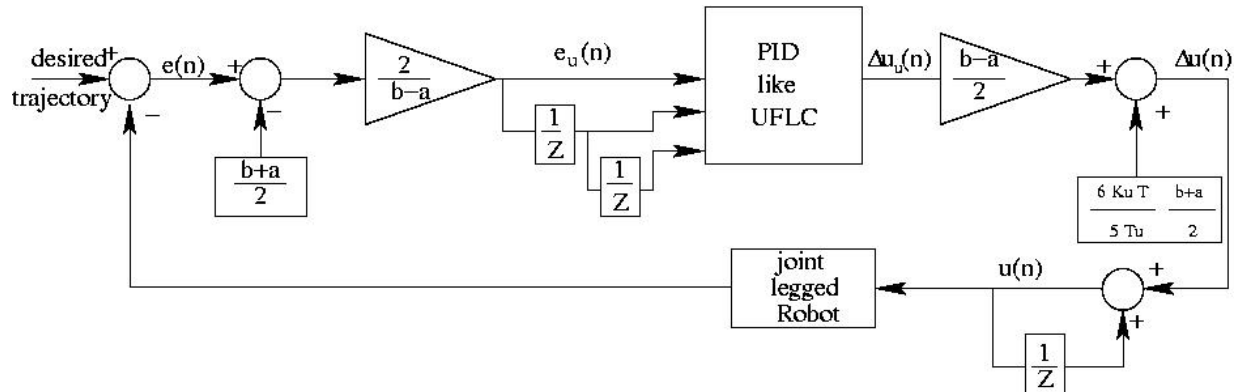 desired
trajectory
+
−
e(n)
+
−
b+a
2
2
b−a
e_u(n)
1
Z
1
Z
PID
like
UFLC
Δu_u(n)
b−a
2
+
+
Δu(n)
6 Ku T b+a
5 Tu 2
joint
legged
Robot
u(n)
+
+
1
Z